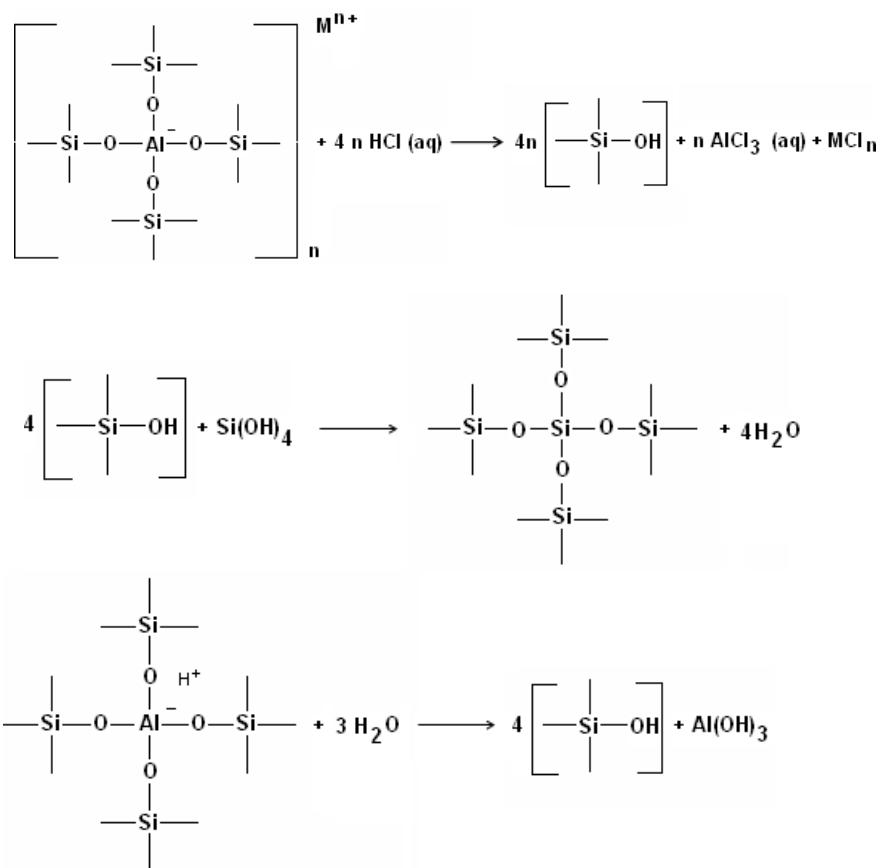 M^n+
Si
O
Si O Al^− O Si + 4 n HCl (aq) ⟶ 4n [ Si OH ] + n AlCl₃ (aq) + MCl_n
O
Si
n
Si
O
4 [ Si OH ] + Si(OH)₄ ⟶ Si O Si O Si + 4H₂O
O
Si
Si
O H⁺
Si O Al^− O Si + 3 H₂O ⟶ 4 [ Si OH ] + Al(OH)₃
O
Si